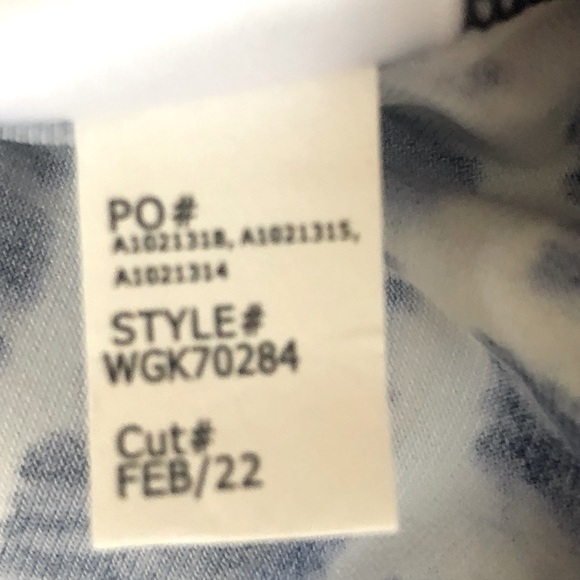 PO#
A1021318, A1021315,
A1021314
STYLE#
WGK70284
Cut#
FEB/22